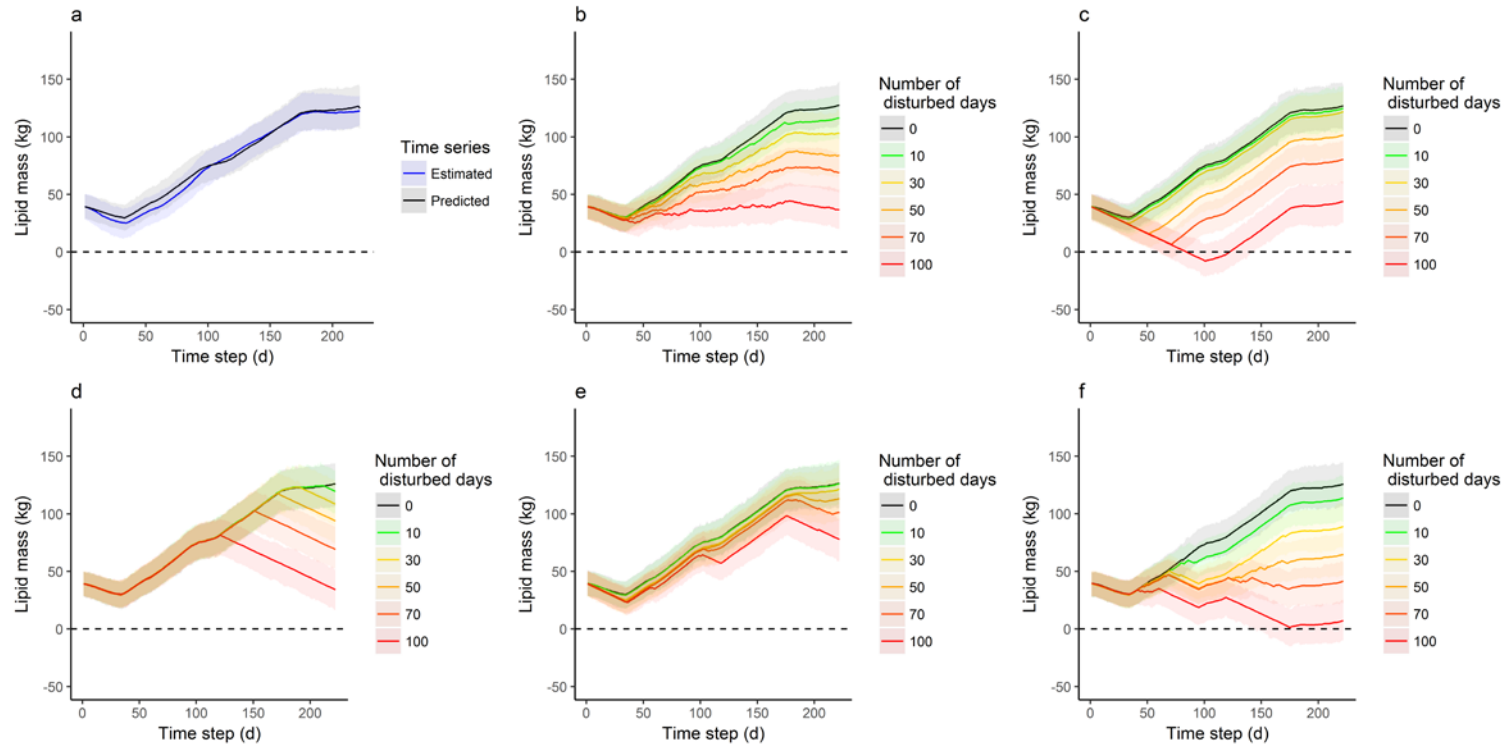 a
150
100
50
0
-50
0
50
100
150
200
Lipid mass (kg)
Time step (d)
Time series
Estimated
Predicted
b
150
100
50
0
-50
0
50
100
150
200
Lipid mass (kg)
Time step (d)
Number of
disturbed days
0
10
30
50
70
100
c
150
100
50
0
-50
0
50
100
150
200
Lipid mass (kg)
Time step (d)
Number of
disturbed days
0
10
30
50
70
100
d
150
100
50
0
-50
0
50
100
150
200
Lipid mass (kg)
Time step (d)
Number of
disturbed days
0
10
30
50
70
100
e
150
100
50
0
-50
0
50
100
150
200
Lipid mass (kg)
Time step (d)
Number of
disturbed days
0
10
30
50
70
100
f
150
100
50
0
-50
0
50
100
150
200
Lipid mass (kg)
Time step (d)
Number of
disturbed days
0
10
30
50
70
100